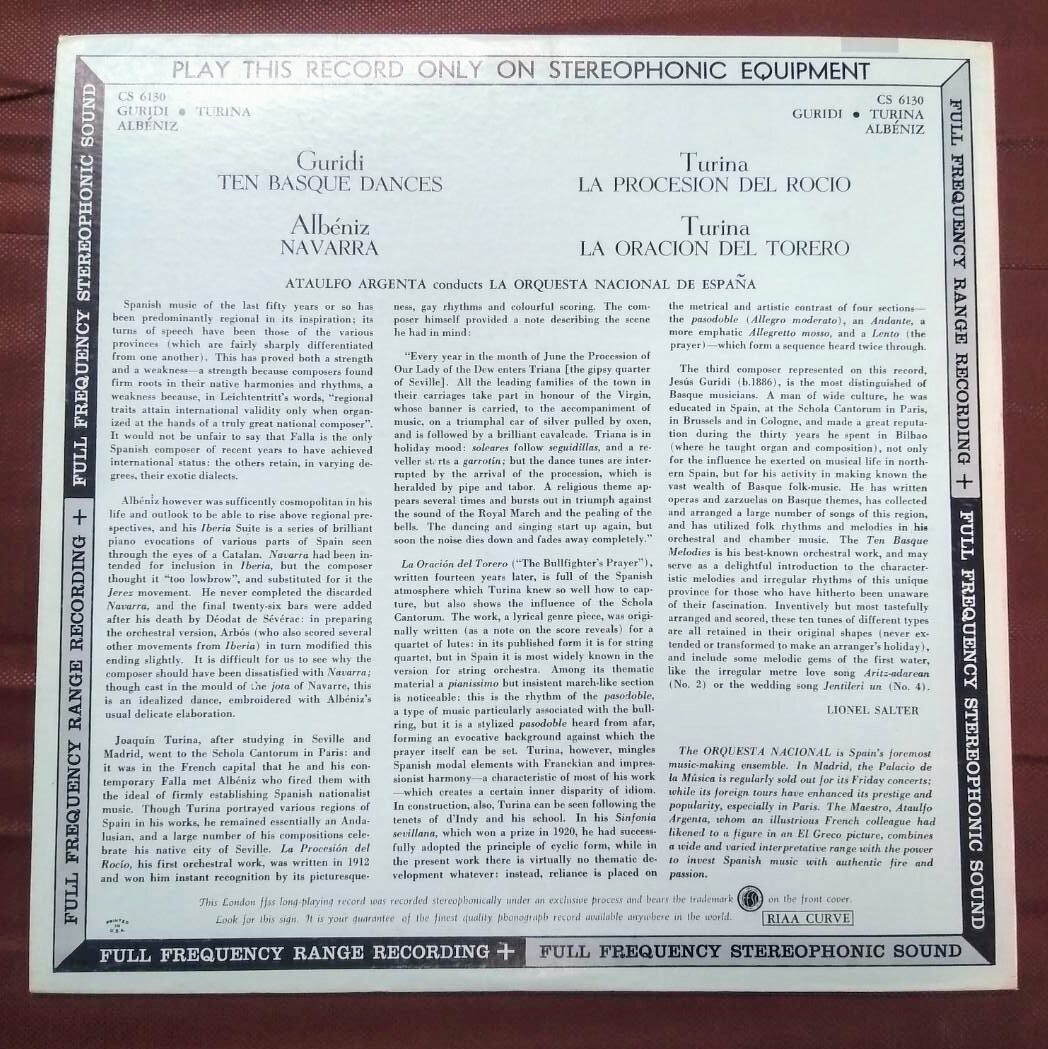 PLAY THIS RECORD ONLY ON STEREOPHONIC EQUIPMENT
CS 6130
GURIDI • TURINA
ALBÉNIZ
CS 6130
GURIDI • TURINA
ALBÉNIZ
Guridi
TEN BASQUE DANCES
Turina
LA PROCESION DEL ROCIO
Albéniz
NAVARRA
Turina
LA ORACION DEL TORERO
ATAULFO ARGENTA conducts LA ORQUESTA NACIONAL DE ESPAÑA
Spanish music of the last fifty years or so has
been predominantly regional in its inspiration; its
turns of speech have been those of the various
provinces (which are fairly sharply differentiated
from one another). This has proved both a strength
and a weakness—a strength because composers found
firm roots in their native harmonies and rhythms, a
weakness because, in Leichtentritt's words, "regional
traits attain international validity only when organ-
ized at the hands of a truly great national composer".
It would not be unfair to say that Falla is the only
Spanish composer of recent years to have achieved
international status: the others retain, in varying de-
grees, their exotic dialects.
Albéniz however was sufficently cosmopolitan in his
life and outlook to be able to rise above regional pre-
spectives, and his Iberia Suite is a series of brilliant
piano evocations of various parts of Spain seen
through the eyes of a Catalan. Navarra had been in-
tended for inclusion in Iberia, but the composer
thought it "too lowbrow", and substituted for it the
Jerez movement. He never completed the discarded
Navarra, and the final twenty-six bars were added
after his death by Déodat de Sévérac: in preparing
the orchestral version, Arbós (who also scored several
other movements from Iberia) in turn modified this
ending slightly. It is difficult for us to see why the
composer should have been dissatisfied with Navarra;
though cast in the mould of the jota of Navarre, this
is an idealized dance, embroidered with Albéniz's
usual delicate elaboration.
Joaquín Turina, after studying in Seville and
Madrid, went to the Schola Cantorum in Paris: and
it was in the French capital that he and his con-
temporary Falla met Albéniz who fired them with
the ideal of firmly establishing Spanish nationalist
music. Though Turina portrayed various regions of
Spain in his works, he remained essentially an Anda-
lusian, and a large number of his compositions cele-
brate his native city of Seville. La Procesión del
Rocío, his first orchestral work, was written in 1912
and won him instant recognition by its picturesque-
ness, gay rhythms and colourful scoring. The com-
poser himself provided a note describing the scene
he had in mind:
"Every year in the month of June the Procession of
Our Lady of the Dew enters Triana [the gipsy quarter
of Seville]. All the leading families of the town in
their carriages take part in honour of the Virgin,
whose banner is carried, to the accompaniment of
music, on a triumphal car of silver pulled by oxen,
and is followed by a brilliant cavalcade. Triana is in
holiday mood: soleares follow seguidillas, and a re-
veller starts a garrotin; but the dance tunes are inter-
rupted by the arrival of the procession, which is
heralded by pipe and tabor. A religious theme ap-
pears several times and bursts out in triumph against
the sound of the Royal March and the pealing of the
bells. The dancing and singing start up again, but
soon the noise dies down and fades away completely."
La Oración del Torero ("The Bullfighter's Prayer"),
written fourteen years later, is full of the Spanish
atmosphere which Turina knew so well how to cap-
ture, but also shows the influence of the Schola
Cantorum. The work, a lyrical genre piece, was origi-
nally written (as a note on the score reveals) for a
quartet of lutes: in its published form it is for string
quartet, but in Spain it is most widely known in the
version for string orchestra. Among its thematic
material a pianissimo but insistent march-like section
is noticeable: this is the rhythm of the pasodoble,
a type of music particularly associated with the bull-
ring, but it is a stylized pasodoble heard from afar,
forming an evocative background against which the
prayer itself can be set. Turina, however, mingles
Spanish modal elements with Franckian and impres-
sionist harmony—a characteristic of most of his work
—which creates a certain inner disparity of idiom.
In construction, also, Turina can be seen following the
tenets of d'Indy and his school. In his Sinfonia
sevillana, which won a prize in 1920, he had success-
fully adopted the principle of cyclic form, while in
the present work there is virtually no thematic de-
velopment whatever: instead, reliance is placed on
the metrical and artistic contrast of four sections—
the pasodoble (Allegro moderato), an Andante, a
more emphatic Allegretto mosso, and a Lento (the
prayer)—which form a sequence heard twice through.
The third composer represented on this record,
Jesús Guridi (b.1886), is the most distinguished of
Basque musicians. A man of wide culture, he was
educated in Spain, at the Schola Cantorum in Paris,
in Brussels and in Cologne, and made a great reputa-
tion during the thirty years he spent in Bilbao
(where he taught organ and composition), not only
for the influence he exerted on musical life in north-
ern Spain, but for his activity in making known the
vast wealth of Basque folk-music. He has written
operas and zarzuelas on Basque themes, has collected
and arranged a large number of songs of this region,
and has utilized folk rhythms and melodies in his
orchestral and chamber music. The Ten Basque
Melodies is his best-known orchestral work, and may
serve as a delightful introduction to the character-
istic melodies and irregular rhythms of this unique
province for those who have hitherto been unaware
of their fascination. Inventively but most tastefully
arranged and scored, these ten tunes of different types
are all retained in their original shapes (never ex-
tended or transformed to make an arranger's holiday),
and include some melodic gems of the first water,
like the irregular metre love song Aritz-adarean
(No. 2) or the wedding song Jentileri un (No. 4).
LIONEL SALTER
The ORQUESTA NACIONAL is Spain's foremost
music-making ensemble. In Madrid, the Palacio de
la Música is regularly sold out for its Friday concerts;
while its foreign tours have enhanced its prestige and
popularity, especially in Paris. The Maestro, Ataulfo
Argenta, whom an illustrious French colleague had
likened to a figure in an El Greco picture, combines
a wide and varied interpretative range with the power
to invest Spanish music with authentic fire and
passion.
This London ffss long-playing record was recorded stereophonically under an exclusive process and bears the trademark on the front cover.
Look for this sign. It is your guarantee of the finest quality phonograph record available anywhere in the world. RIAA CURVE
PRINTED
IN
U.S.A.
FULL FREQUENCY RANGE RECORDING + FULL FREQUENCY STEREOPHONIC SOUND
FULL FREQUENCY RANGE RECORDING + FULL FREQUENCY STEREOPHONIC SOUND
FULL FREQUENCY RANGE RECORDING + FULL FREQUENCY STEREOPHONIC SOUND